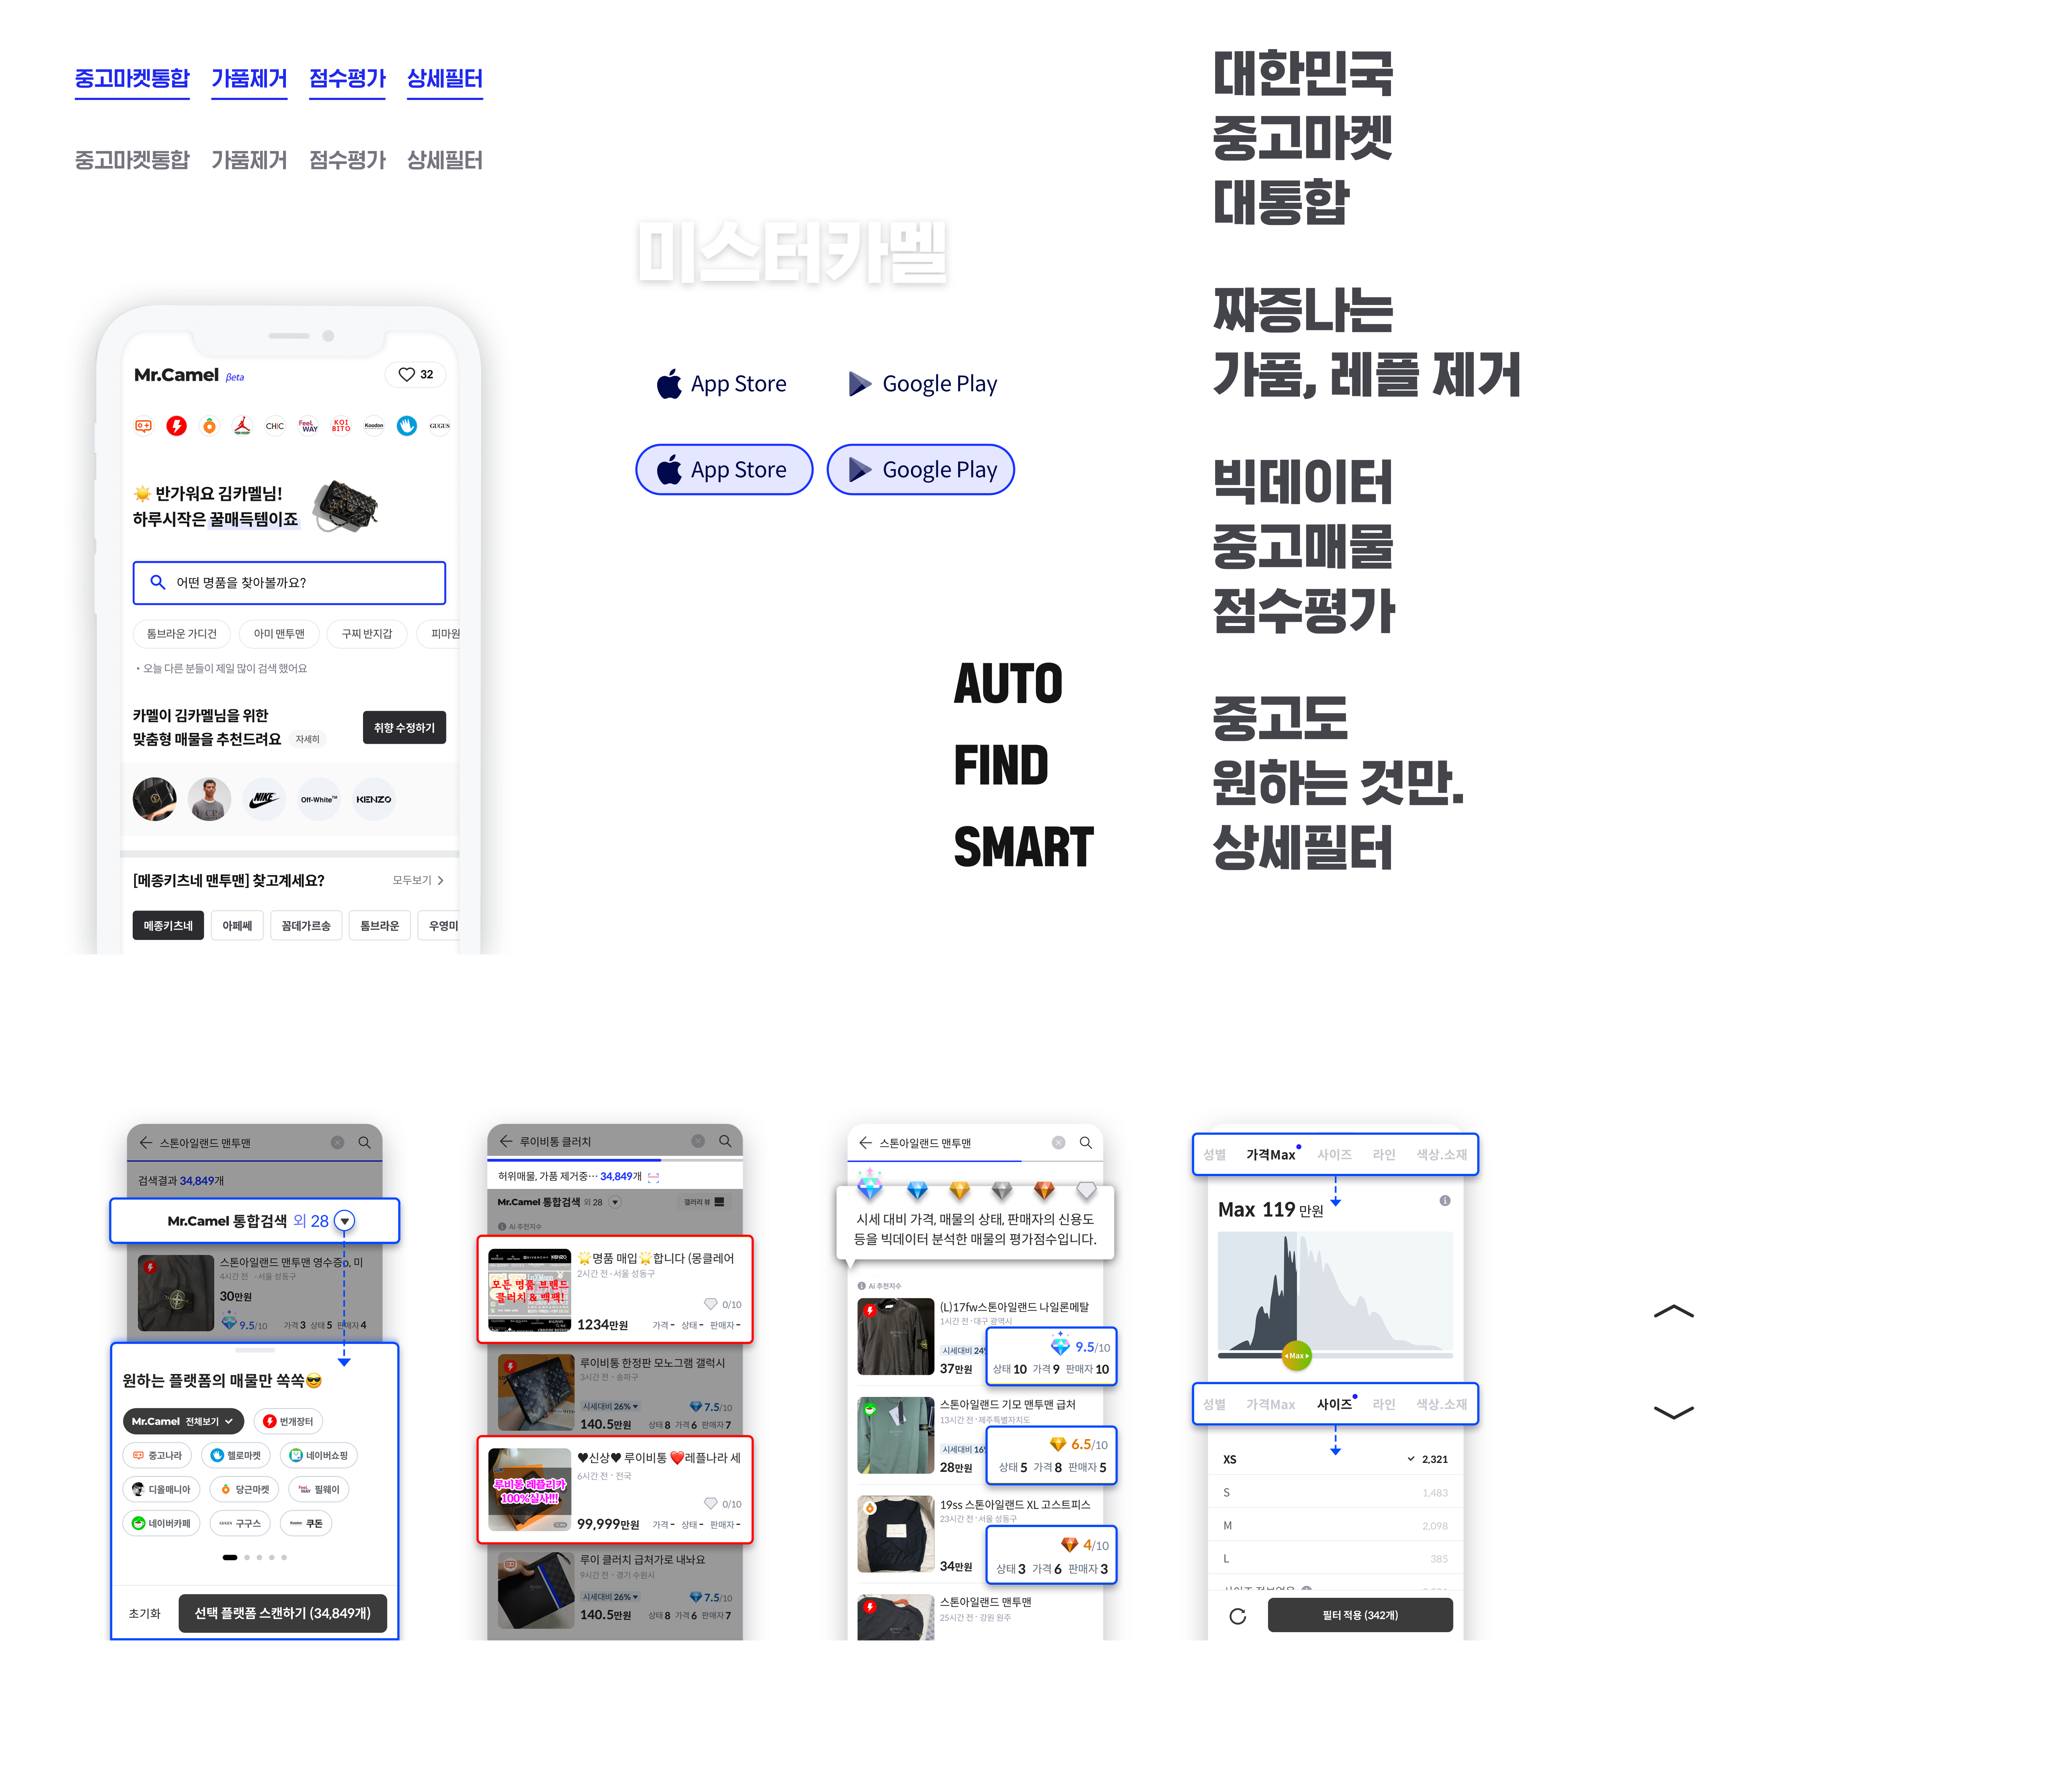 중고마켓통합 가품제거 점수평가 상세필터
중고마켓통합 가품제거 점수평가 상세필터
미스터카멜
App Store
Google Play
App Store
Google Play
AUTO
FIND
SMART
대한민국
중고마켓
대통합
짜증나는
가품, 레플 제거
빅데이터
중고매물
점수평가
중고도
원하는 것만.
상세필터
Mr.Camel βeta
32
CHIC
FeeL WAY
KOI BITO
Koodon
GUGUS
반가워요 김카멜님!
하루시작은 꿀매득템이죠
어떤 명품을 찾아볼까요?
톰브라운 가디건 아미 맨투맨 구찌 반지갑 피마원
• 오늘 다른 분들이 제일 많이 검색 했어요
카멜이 김카멜님을 위한
맞춤형 매물을 추천드려요 자세히
취향 수정하기
NIKE Off-White™ KENZO
[메종키츠네 맨투맨] 찾고계세요? 모두보기
메종키츠네 아페쎄 꼼데가르송 톰브라운 우영미
스톤아일랜드 맨투맨
검색결과 34,849개
Mr.Camel 통합검색 외 28
스톤아일랜드 맨투맨 영수증o, 미
4시간 전 · 서울 성동구
30만원
9.5/10 가격 3 상태 5 판매자 4
원하는 플랫폼의 매물만 쏙쏙😎
Mr.Camel 전체보기 번개장터
중고나라 헬로마켓 네이버쇼핑
디올매니아 당근마켓 필웨이
네이버카페 구구스 쿠돈
초기화 선택 플랫폼 스캔하기 (34,849개)
루이비통 클러치
허위매물, 가품 제거중··· 34,849개
Mr.Camel 통합검색 외 28 갤러리 뷰
Ai 추천지수
모든 명품 브랜드
클러치 & 백팩!
🌟명품 매입🌟합니다 (몽클레어
2시간 전 · 서울 성동구
0/10
1234만원 가격 - 상태 - 판매자 -
루이비통 한정판 모노그램 갤럭시
3시간 전 · 송파구
시세대비 26% 7.5/10
140.5만원 상태 8 가격 6 판매자 7
루비통 레플리카
100%실사!!!
♥신상♥ 루이비통 ❤레플나라 세
6시간 전 · 전국
0/10
99,999만원 가격 - 상태 - 판매자 -
루이 클러치 급처가로 내놔요
9시간 전 · 경기 수원시
시세대비 26% 7.5/10
140.5만원 상태 8 가격 6 판매자 7
스톤아일랜드 맨투맨
시세 대비 가격, 매물의 상태, 판매자의 신용도
등을 빅데이터 분석한 매물의 평가점수입니다.
Ai 추천지수
(L)17fw스톤아일랜드 나일론메탈
1시간 전 · 대구 광역시
시세대비 24%
9.5/10
37만원
상태 10 가격 9 판매자 10
스톤아일랜드 기모 맨투맨 급처
13시간 전 · 제주특별자치도
시세대비 16%
6.5/10
28만원
상태 5 가격 8 판매자 5
19ss 스톤아일랜드 XL 고스트피스
23시간 전 · 서울 성동구
4/10
34만원
상태 3 가격 6 판매자 3
스톤아일랜드 맨투맨
25시간 전 · 강원 원주
성별 가격Max 사이즈 라인 색상.소재
Max 119 만원
Max
성별 가격Max 사이즈 라인 색상.소재
XS 2,321
S 1,483
M 2,098
L 385
필터 적용 (342개)